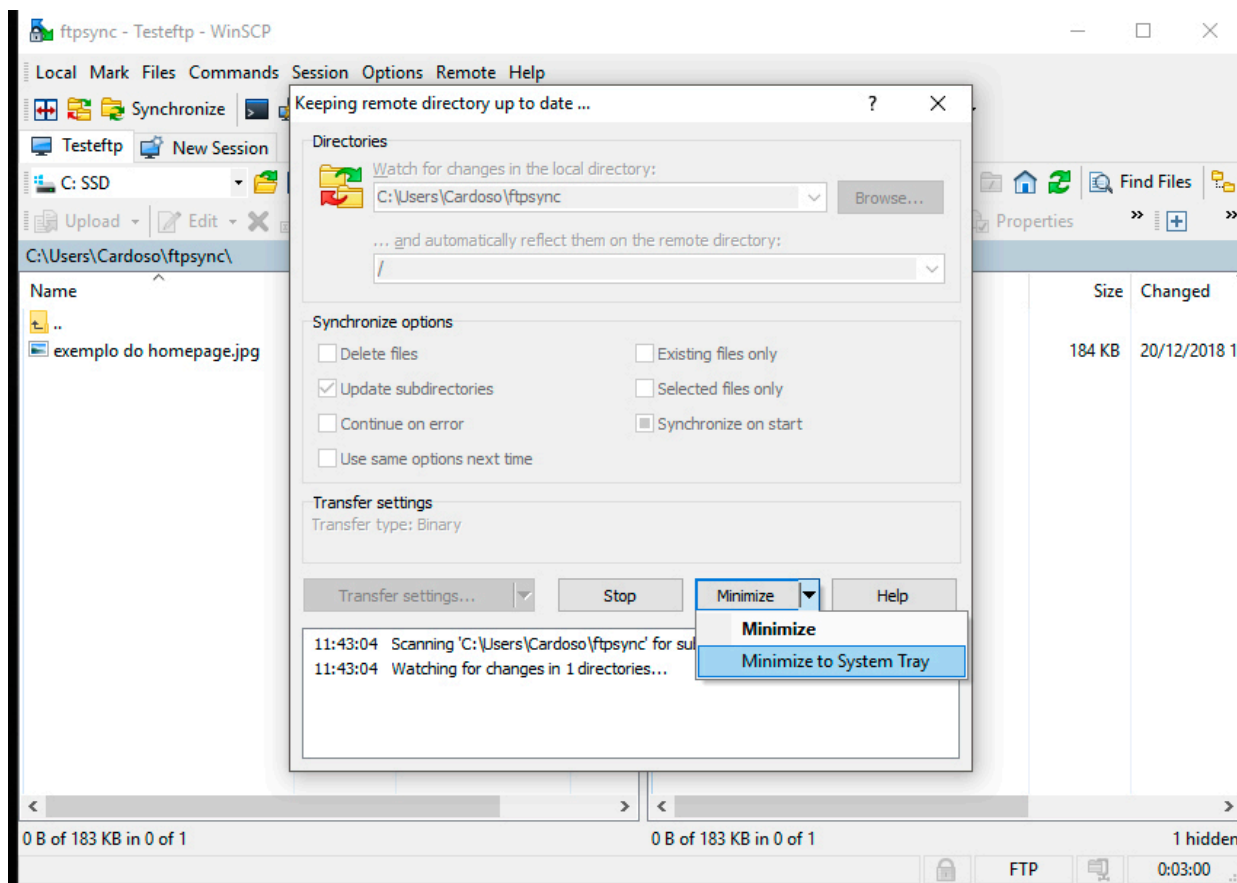 ftpsync - Testeftp - WinSCP
Local Mark Files Commands Session Options Remote Help
Synchronize
Testeftp New Session
C: SSD
Find Files
Upload Edit
Properties
C:\Users\Cardoso\ftpsync\
Name
Size Changed
..
exemplo do homepage.jpg
184 KB 20/12/2018 1
Keeping remote directory up to date ...
Directories
Watch for changes in the local directory:
C:\Users\Cardoso\ftpsync
Browse...
... and automatically reflect them on the remote directory:
/
Synchronize options
Delete files
Existing files only
Update subdirectories
Selected files only
Continue on error
Synchronize on start
Use same options next time
Transfer settings
Transfer type: Binary
Transfer settings... Stop Minimize Help
Minimize
Minimize to System Tray
11:43:04 Scanning 'C:\Users\Cardoso\ftpsync' for sul
11:43:04 Watching for changes in 1 directories...
0 B of 183 KB in 0 of 1
0 B of 183 KB in 0 of 1
1 hidden
FTP 0:03:00